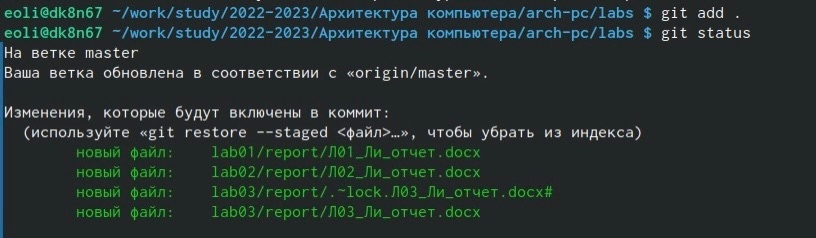 eoli@dk8n67 ~/work/study/2022-2023/Архитектура компьютера/arch-pc/labs $ git add .
eoli@dk8n67 ~/work/study/2022-2023/Архитектура компьютера/arch-pc/labs $ git status
На ветке master
Ваша ветка обновлена в соответствии с «origin/master».
Изменения, которые будут включены в коммит:
(используйте «git restore --staged <файл>…», чтобы убрать из индекса)
новый файл: lab01/report/Л01_Ли_отчет.docx
новый файл: lab02/report/Л02_Ли_отчет.docx
новый файл: lab03/report/.~lock.Л03_Ли_отчет.docx#
новый файл: lab03/report/Л03_Ли_отчет.docx